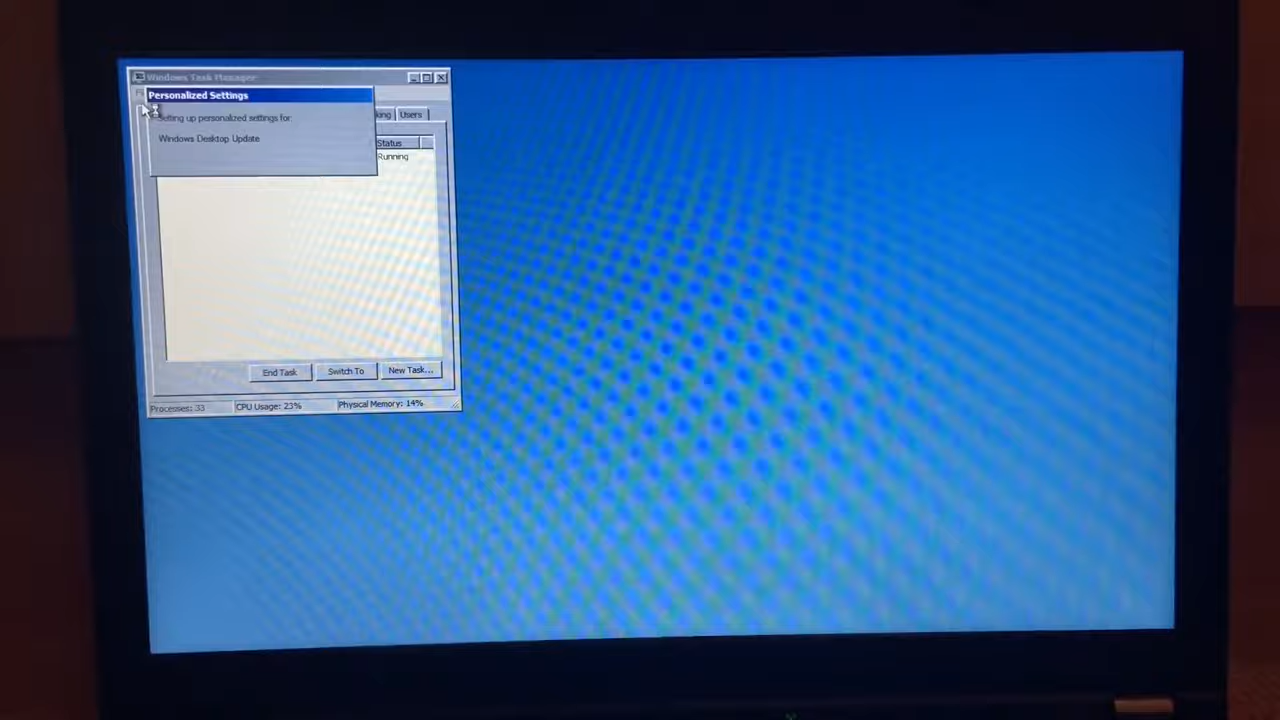 Windows Task Manager
Personalized Settings
Setting up personalized settings for:
Windows Desktop Update
Users
Status
Running
End Task
Switch To
New Task...
Processes: 33
CPU Usage: 23%
Physical Memory: 14%